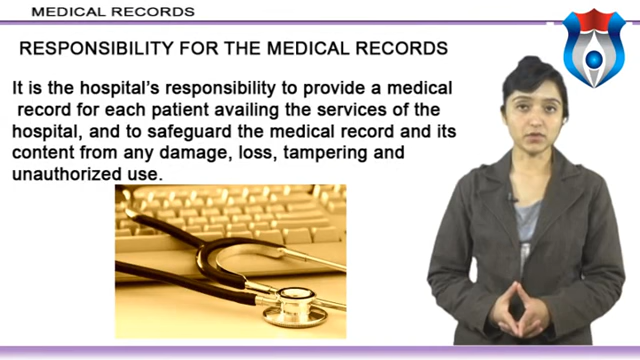 MEDICAL RECORDS
RESPONSIBILITY FOR THE MEDICAL RECORDS
It is the hospital's responsibility to provide a medical
record for each patient availing the services of the
hospital, and to safeguard the medical record and its
content from any damage, loss, tampering and
unauthorized use.